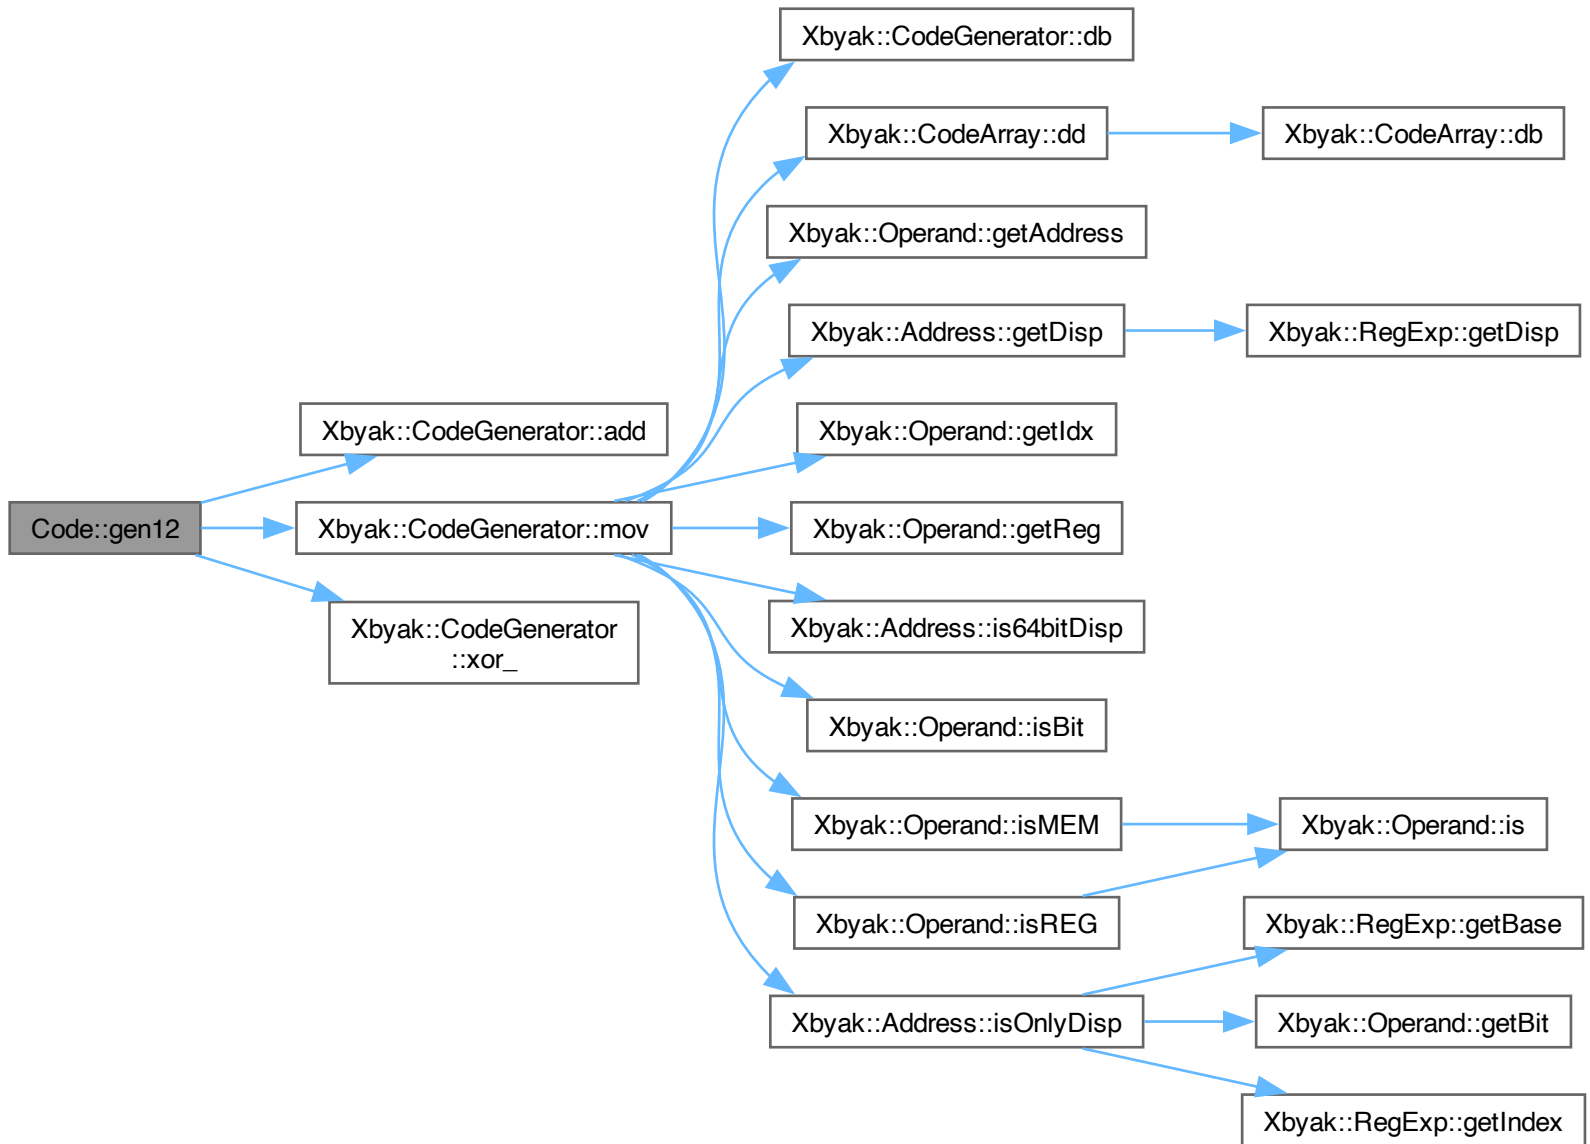 Xbyak::CodeGenerator::db
Xbyak::CodeArray::dd
Xbyak::CodeArray::db
Xbyak::Operand::getAddress
Xbyak::Address::getDisp
Xbyak::RegExp::getDisp
Xbyak::CodeGenerator::add
Xbyak::Operand::getIdx
Code::gen12
Xbyak::CodeGenerator::mov
Xbyak::Operand::getReg
Xbyak::CodeGenerator
::xor_
Xbyak::Address::is64bitDisp
Xbyak::Operand::isBit
Xbyak::Operand::isMEM
Xbyak::Operand::is
Xbyak::Operand::isREG
Xbyak::RegExp::getBase
Xbyak::Address::isOnlyDisp
Xbyak::Operand::getBit
Xbyak::RegExp::getIndex